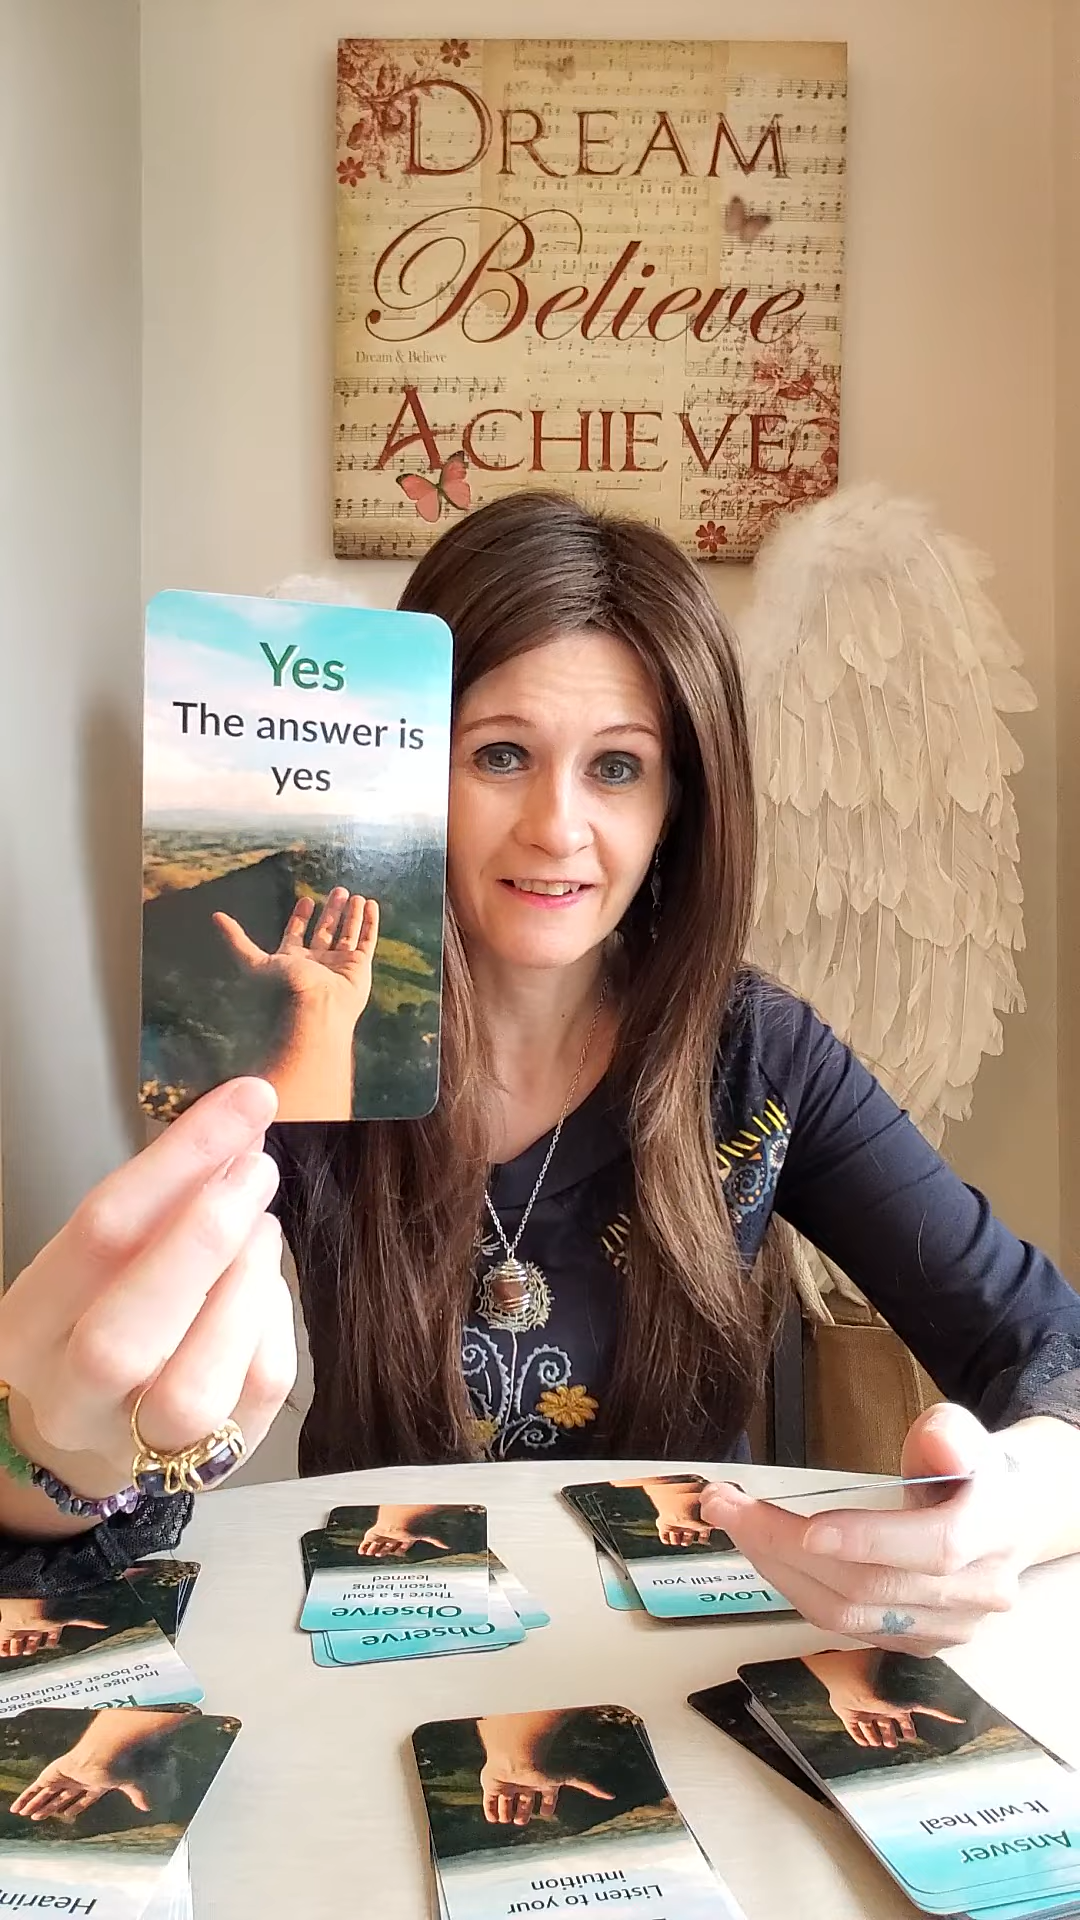 DREAM
Believe
Dream & Believe
ACHIEVE
Yes
The answer is
yes
Observe
There is a soul
lesson being
learned
Observe
Love
are still you
Indulge in a massage
to boost circulation
Answer
It will heal
Listen to your
intuition